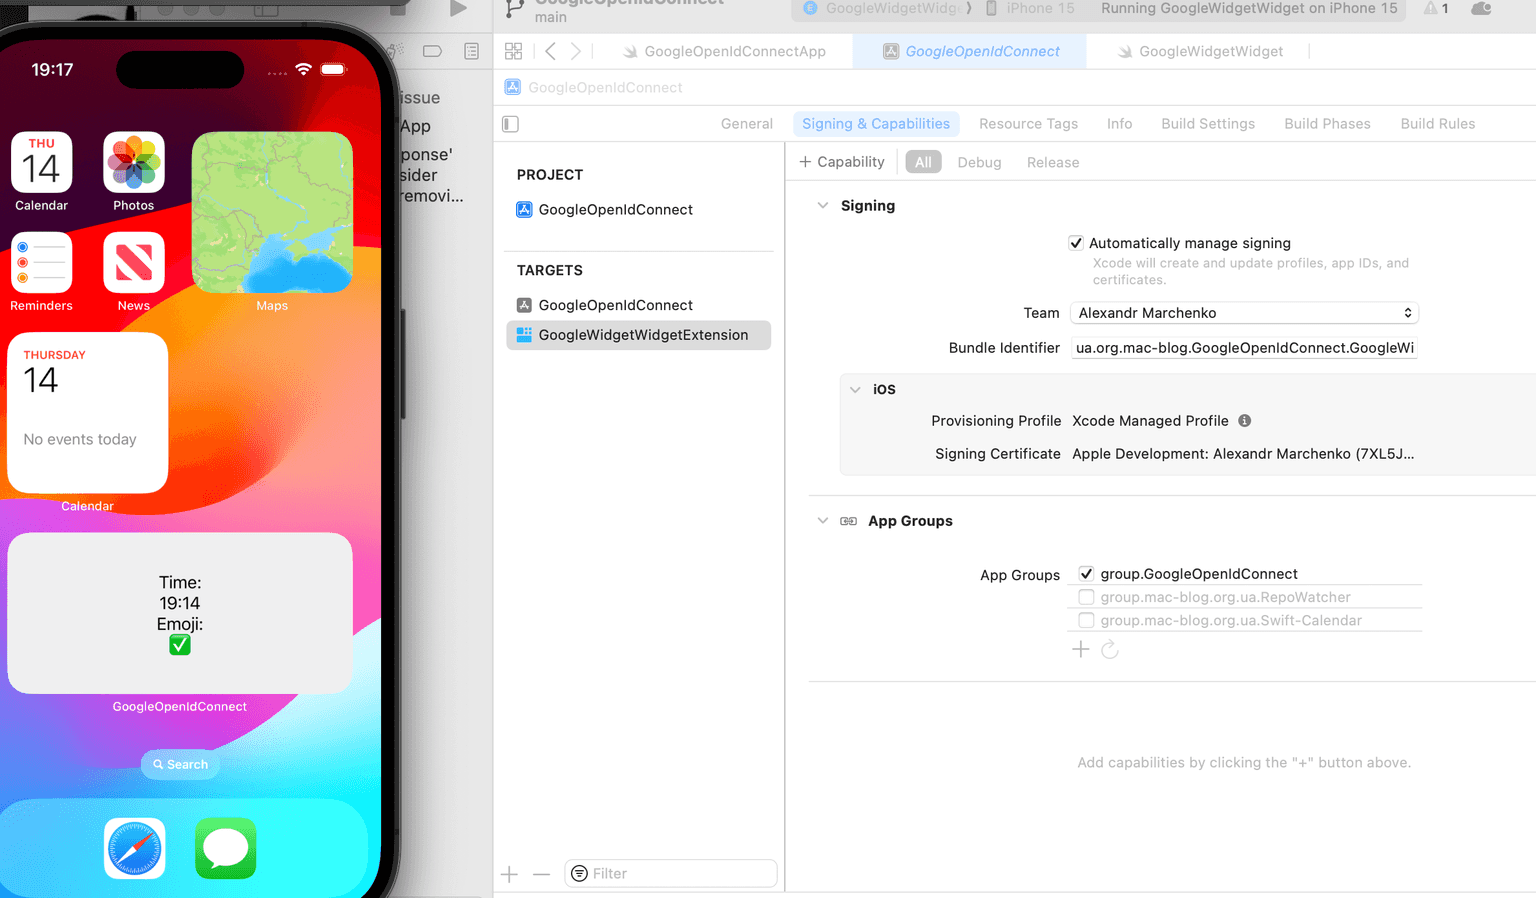 19:17
THU
14
Calendar
Photos
Reminders
News
Maps
THURSDAY
14
No events today
Calendar
Time:
19:14
Emoji:
GoogleOpenIdConnect
Search
issue
App
ponse'
sider
removi...
GoogleOpenIdConnect
main
GoogleWidgetWidge
iPhone 15
Running GoogleWidgetWidget on iPhone 15
1
GoogleOpenIdConnectApp
GoogleOpenIdConnect
GoogleWidgetWidget
GoogleOpenIdConnect
General
Signing & Capabilities
Resource Tags
Info
Build Settings
Build Phases
Build Rules
PROJECT
GoogleOpenIdConnect
TARGETS
GoogleOpenIdConnect
GoogleWidgetWidgetExtension
Filter
+ Capability
All
Debug
Release
Signing
Automatically manage signing
Xcode will create and update profiles, app IDs, and
certificates.
Team Alexandr Marchenko
Bundle Identifier ua.org.mac-blog.GoogleOpenIdConnect.GoogleWi
iOS
Provisioning Profile Xcode Managed Profile
Signing Certificate Apple Development: Alexandr Marchenko (7XL5J...
App Groups
App Groups
group.GoogleOpenIdConnect
group.mac-blog.org.ua.RepoWatcher
group.mac-blog.org.ua.Swift-Calendar
Add capabilities by clicking the "+" button above.